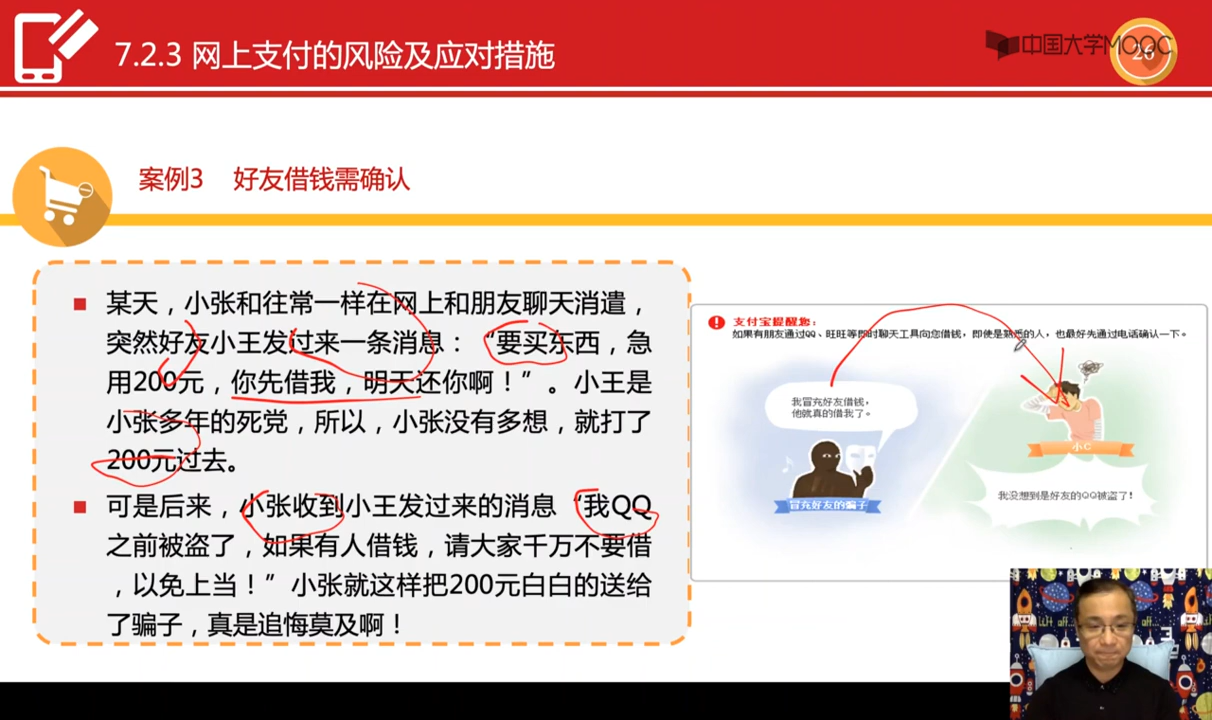 7.2.3 网上支付的风险及应对措施
中国大学MOOC
26
案例3 好友借钱需确认
某天，小张和往常一样在网上和朋友聊天消遣，
突然好友小王发过来一条消息：“要买东西，急
用200元，你先借我，明天还你啊！”。小王是
小张多年的死党，所以，小张没有多想，就打了
200元过去。
可是后来，小张收到小王发过来的消息“我QQ
之前被盗了，如果有人借钱，请大家千万不要借
，以免上当！”小张就这样把200元白白的送给
了骗子，真是追悔莫及啊！
支付宝提醒您：
如果有朋友通过QQ、旺旺等即时聊天工具向您借钱，即使是熟悉的人，也最好先通过电话确认一下。
我冒充好友借钱，
他就真的借我了。
冒充好友的骗子
小C
我没想到是好友的QQ被盗了！